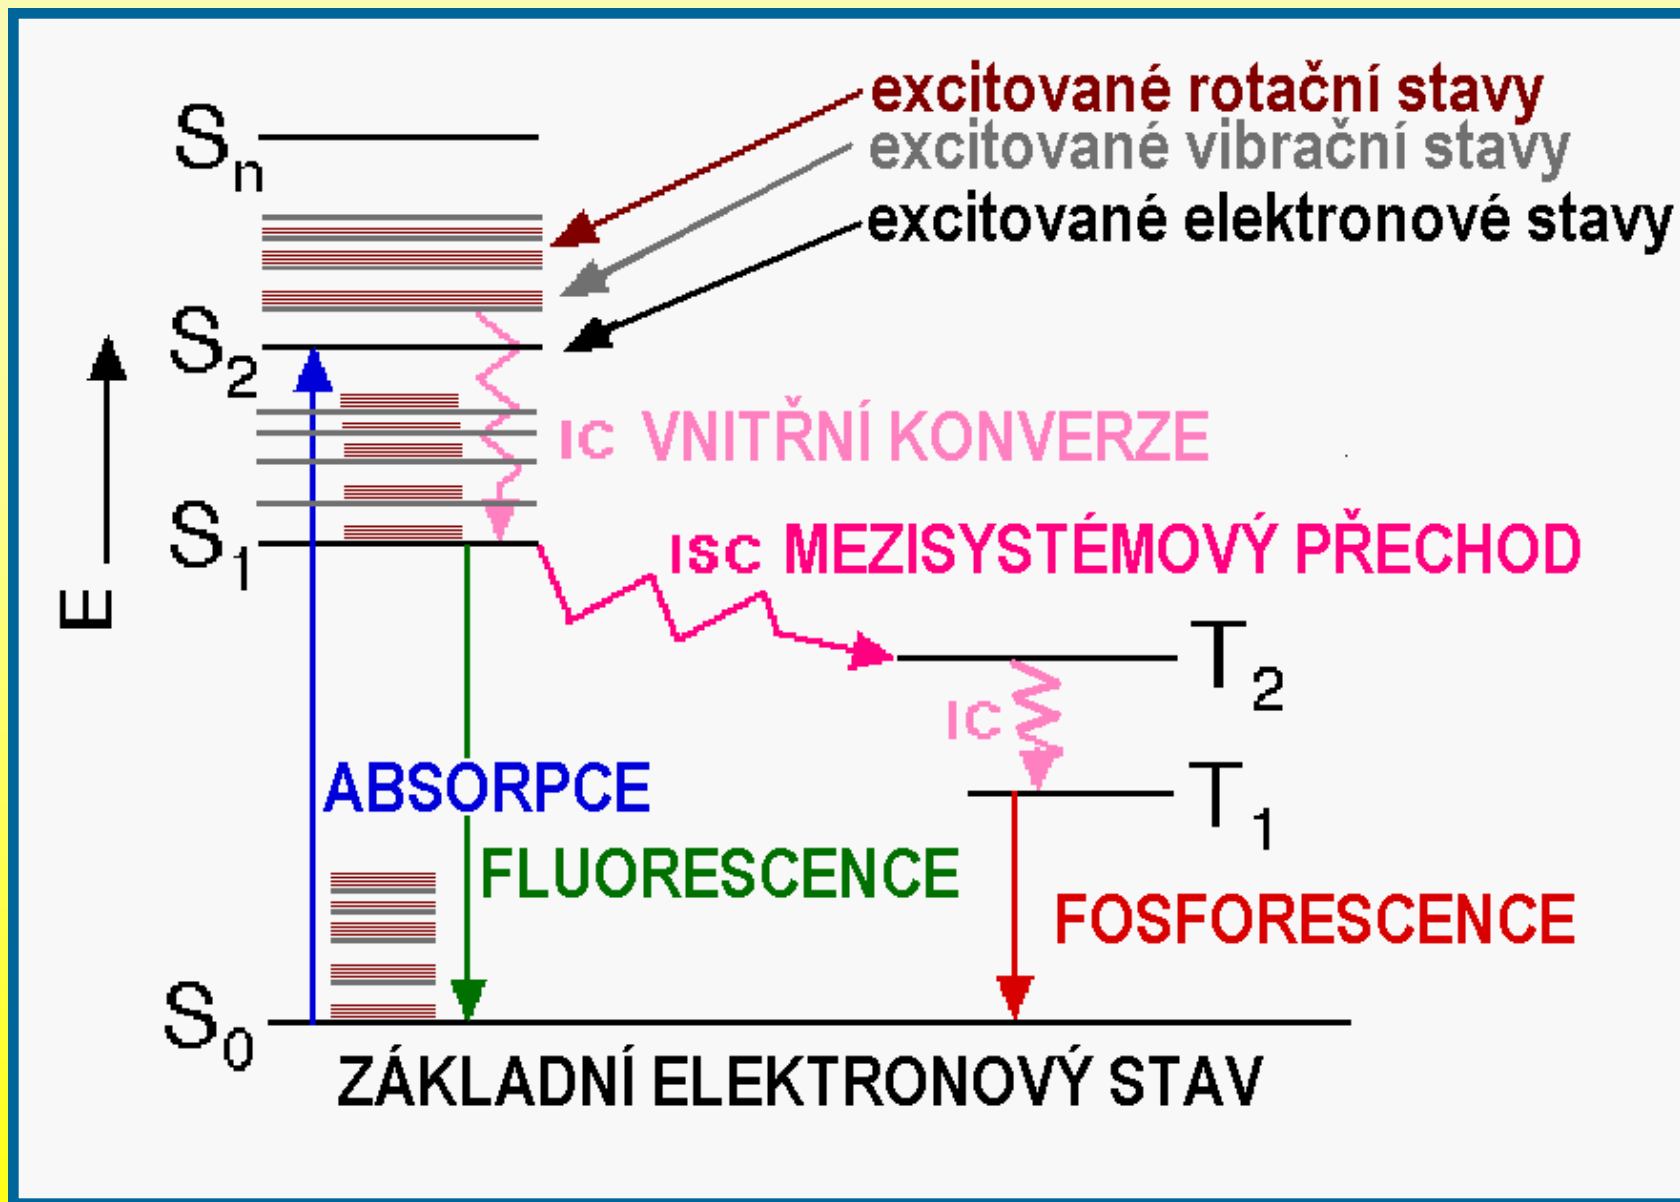 excitované rotační stavy
excitované vibrační stavy
excitované elektronové stavy
Sn
S2
IC VNITŘNÍ KONVERZE
S1
ISC MEZISYSTÉMOVÝ PŘECHOD
E
T2
IC
T1
ABSORPCE
FLUORESCENCE
FOSFORESCENCE
S0
ZÁKLADNÍ ELEKTRONOVÝ STAV